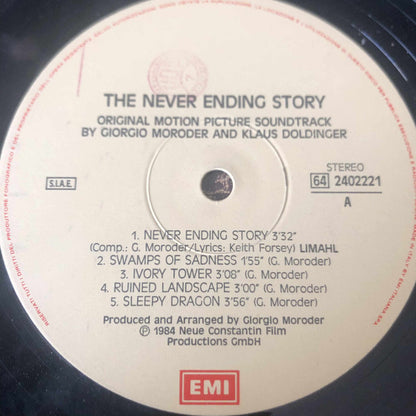 THE NEVER ENDING STORY
ORIGINAL MOTION PICTURE SOUNDTRACK
BY GIORGIO MORODER AND KLAUS DOLDINGER
S.I.A.E.
STEREO
64 2402221
A
1. NEVER ENDING STORY 3'32"
(Comp.: G. Moroder/Lyrics: Keith Forsey) LIMAHL
2. SWAMPS OF SADNESS 1'55" (G. Moroder)
3. IVORY TOWER 3'08" (G. Moroder)
4. RUINED LANDSCAPE 3'00" (G. Moroder)
5. SLEEPY DRAGON 3'56" (G. Moroder)
Produced and Arranged by Giorgio Moroder
℗ 1984 Neue Constantin Film
Productions GmbH
EMI